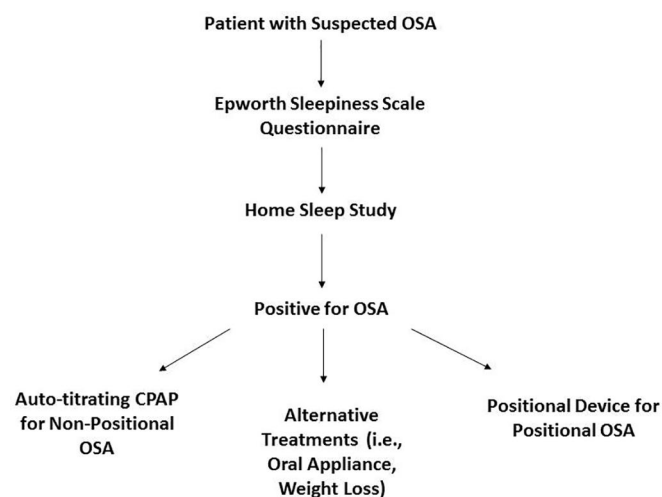 Patient with Suspected OSA
Epworth Sleepiness Scale
Questionnaire
Home Sleep Study
Positive for OSA
Auto-titrating CPAP
for Non-Positional
OSA
Alternative
Treatments (i.e.,
Oral Appliance,
Weight Loss)
Positional Device for
Positional OSA